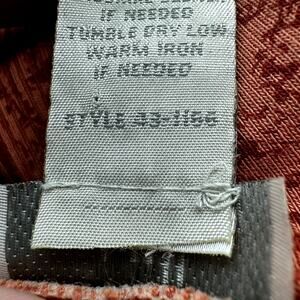 IF NEEDED
TUMBLE DRY LOW
WARM IRON
IF NEEDED
STYLE 43-1166